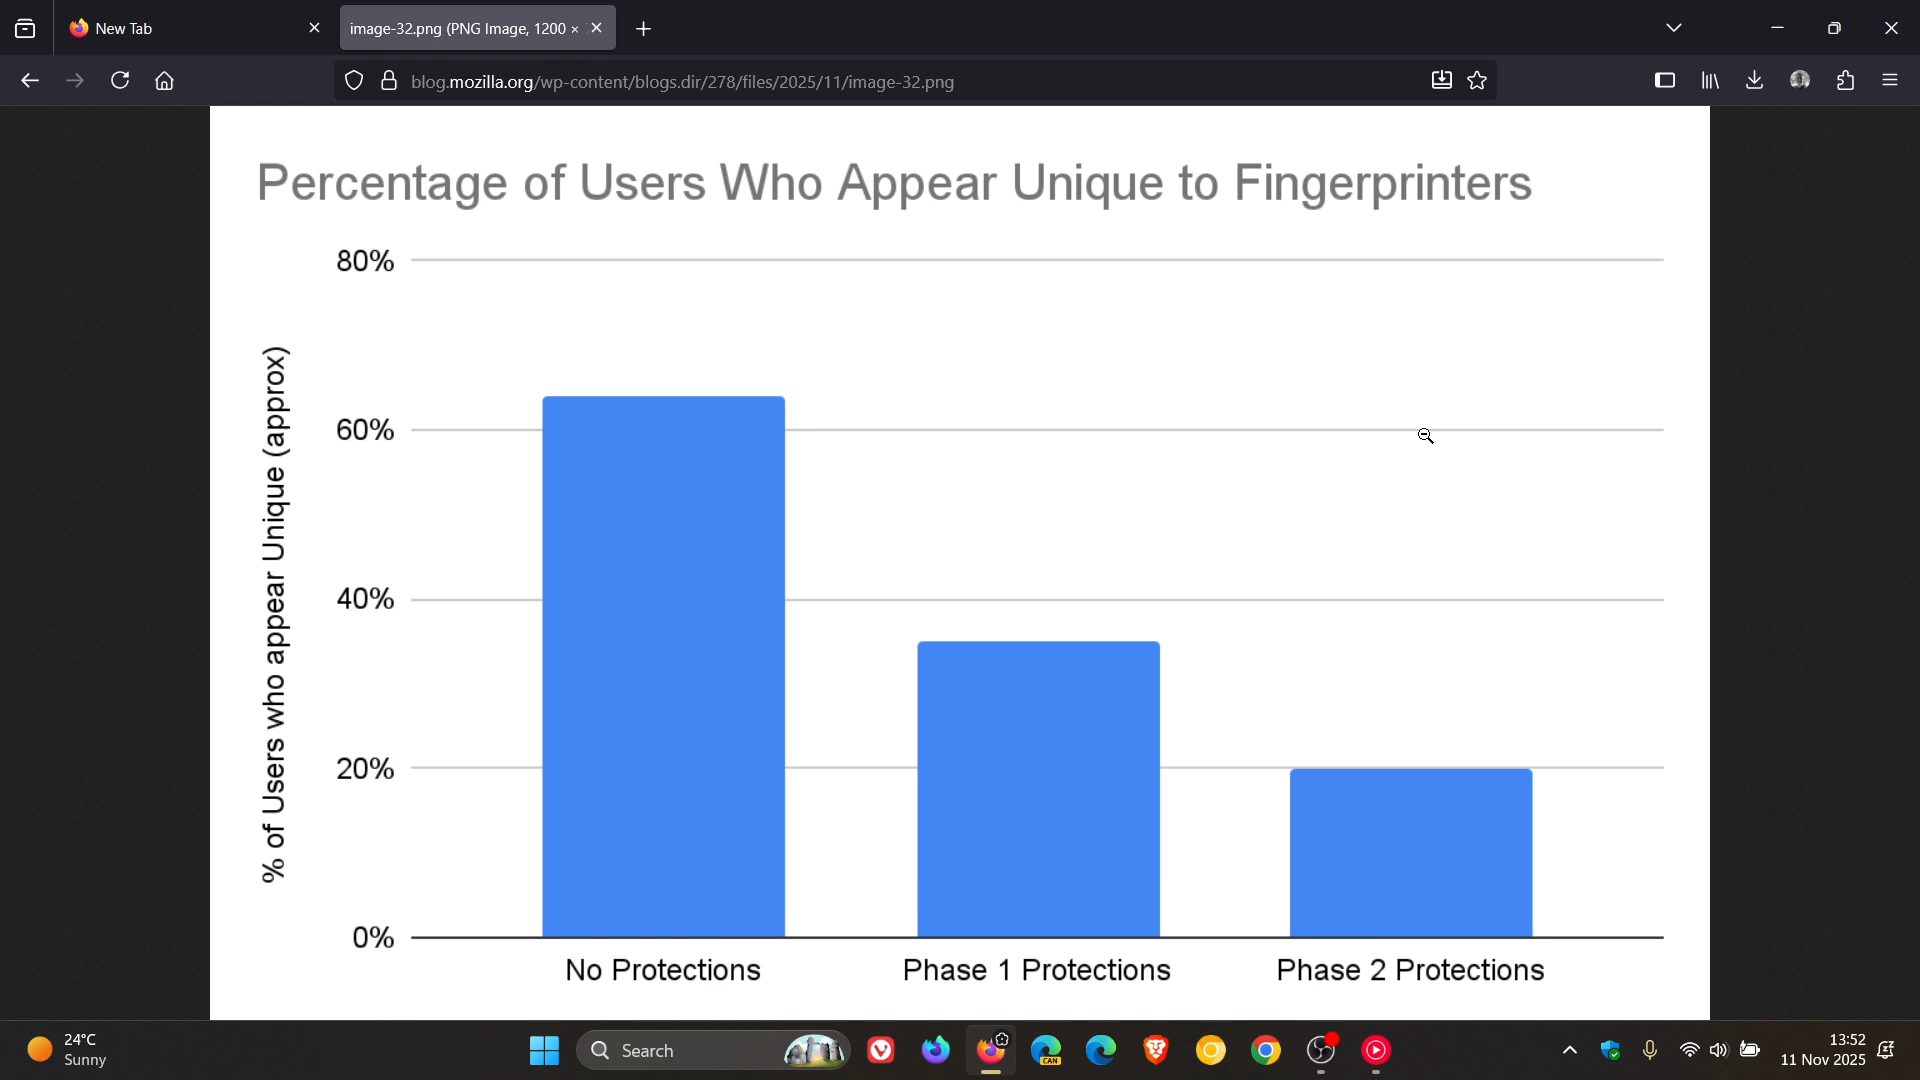 New Tab
image-32.png (PNG Image, 1200 ×
blog.mozilla.org/wp-content/blogs.dir/278/files/2025/11/image-32.png
Percentage of Users Who Appear Unique to Fingerprinters
% of Users who appear Unique (approx)
80%
60%
40%
20%
0%
No Protections
Phase 1 Protections
Phase 2 Protections
24°C
Sunny
Search
CAN
13:52
11 Nov 2025